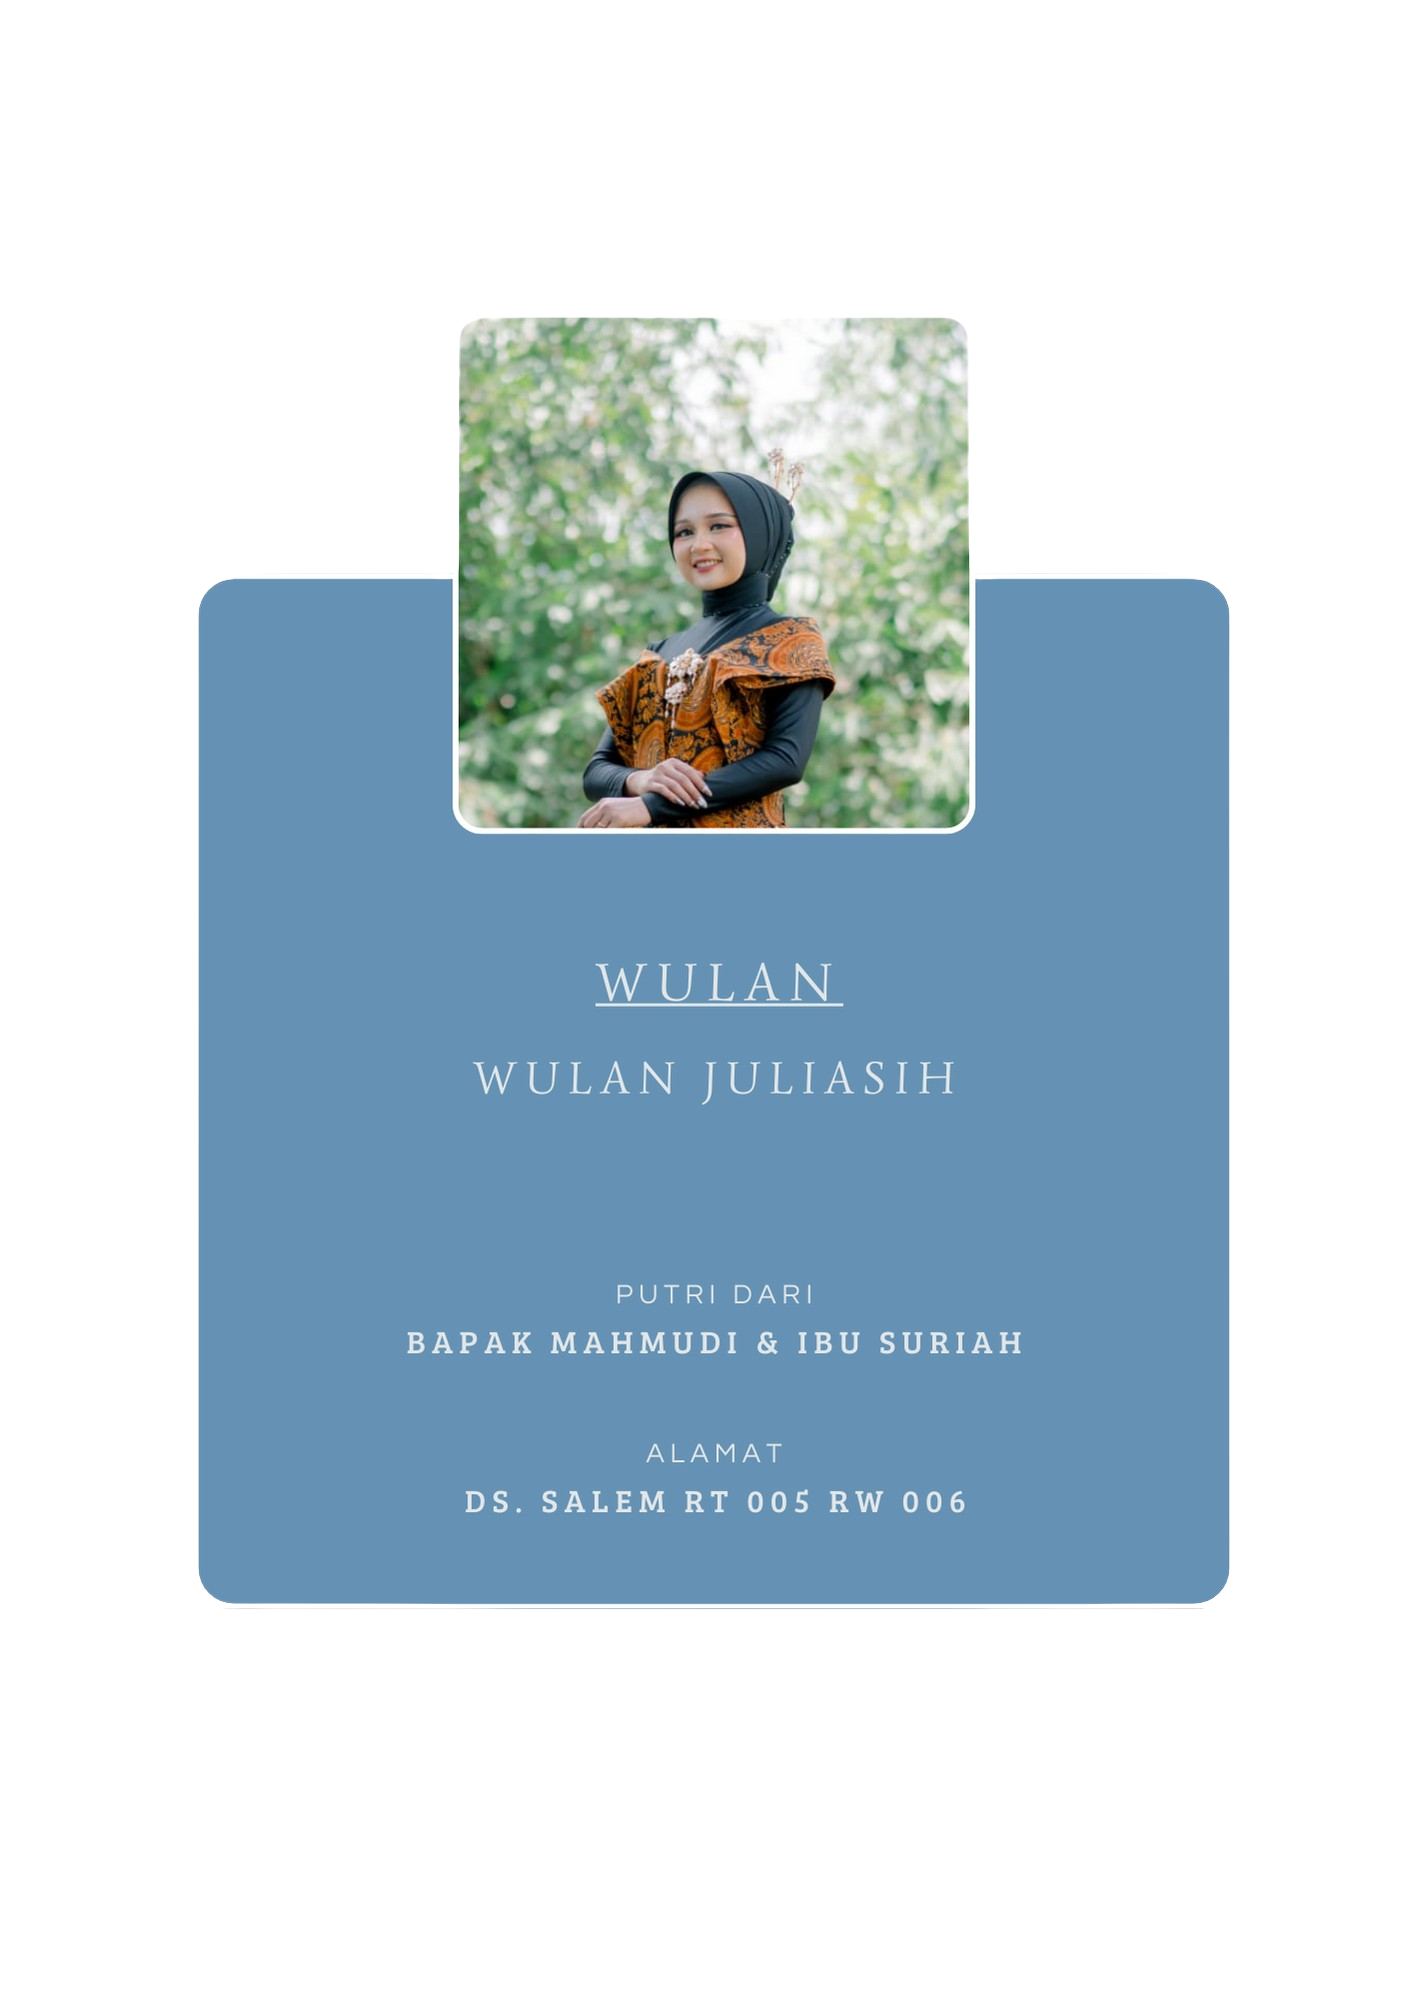 WULAN
WULAN JULIASIH
PUTRI DARI
BAPAK MAHMUDI & IBU SURIAH
ALAMAT
DS. SALEM RT 005 RW 006